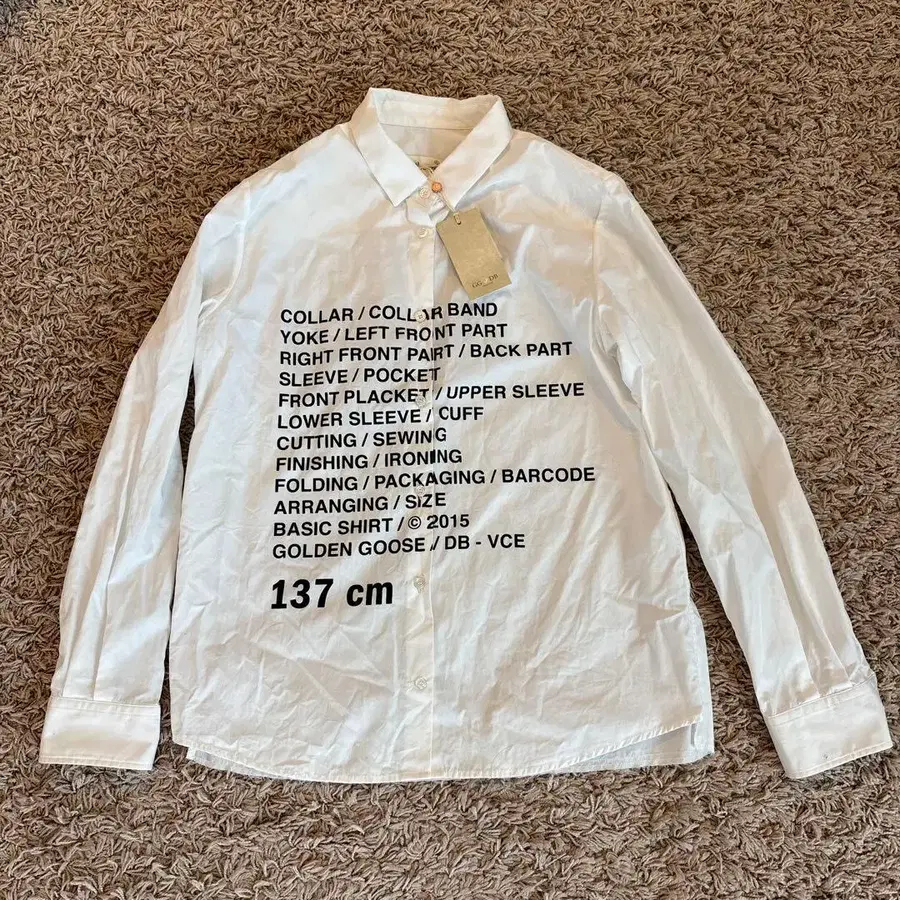 GG DB
COLLAR / COLLAR BAND
YOKE / LEFT FRONT PART
RIGHT FRONT PART / BACK PART
SLEEVE / POCKET
FRONT PLACKET / UPPER SLEEVE
LOWER SLEEVE / CUFF
CUTTING / SEWING
FINISHING / IRONING
FOLDING / PACKAGING / BARCODE
ARRANGING / SIZE
BASIC SHIRT / © 2015
GOLDEN GOOSE / DB - VCE
137 cm